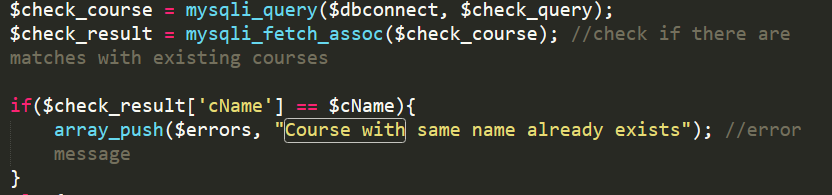 $check_course = mysqli_query($dbconnect, $check_query);
$check_result = mysqli_fetch_assoc($check_course); //check if there are
matches with existing courses
if($check_result['cName'] == $cName){
array_push($errors, "Course with same name already exists"); //error
message
}